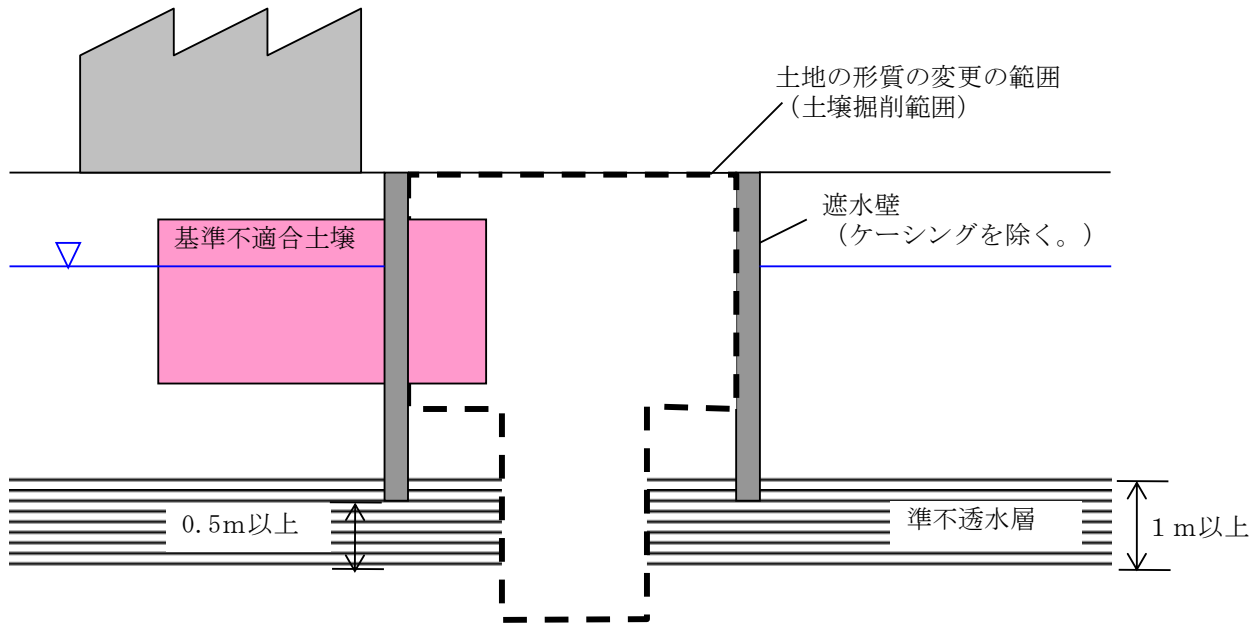 土地の形質の変更の範囲
（土壌掘削範囲）
基準不適合土壌
遮水壁
（ケーシングを除く。）
0.5m以上
準不透水層
1 m以上